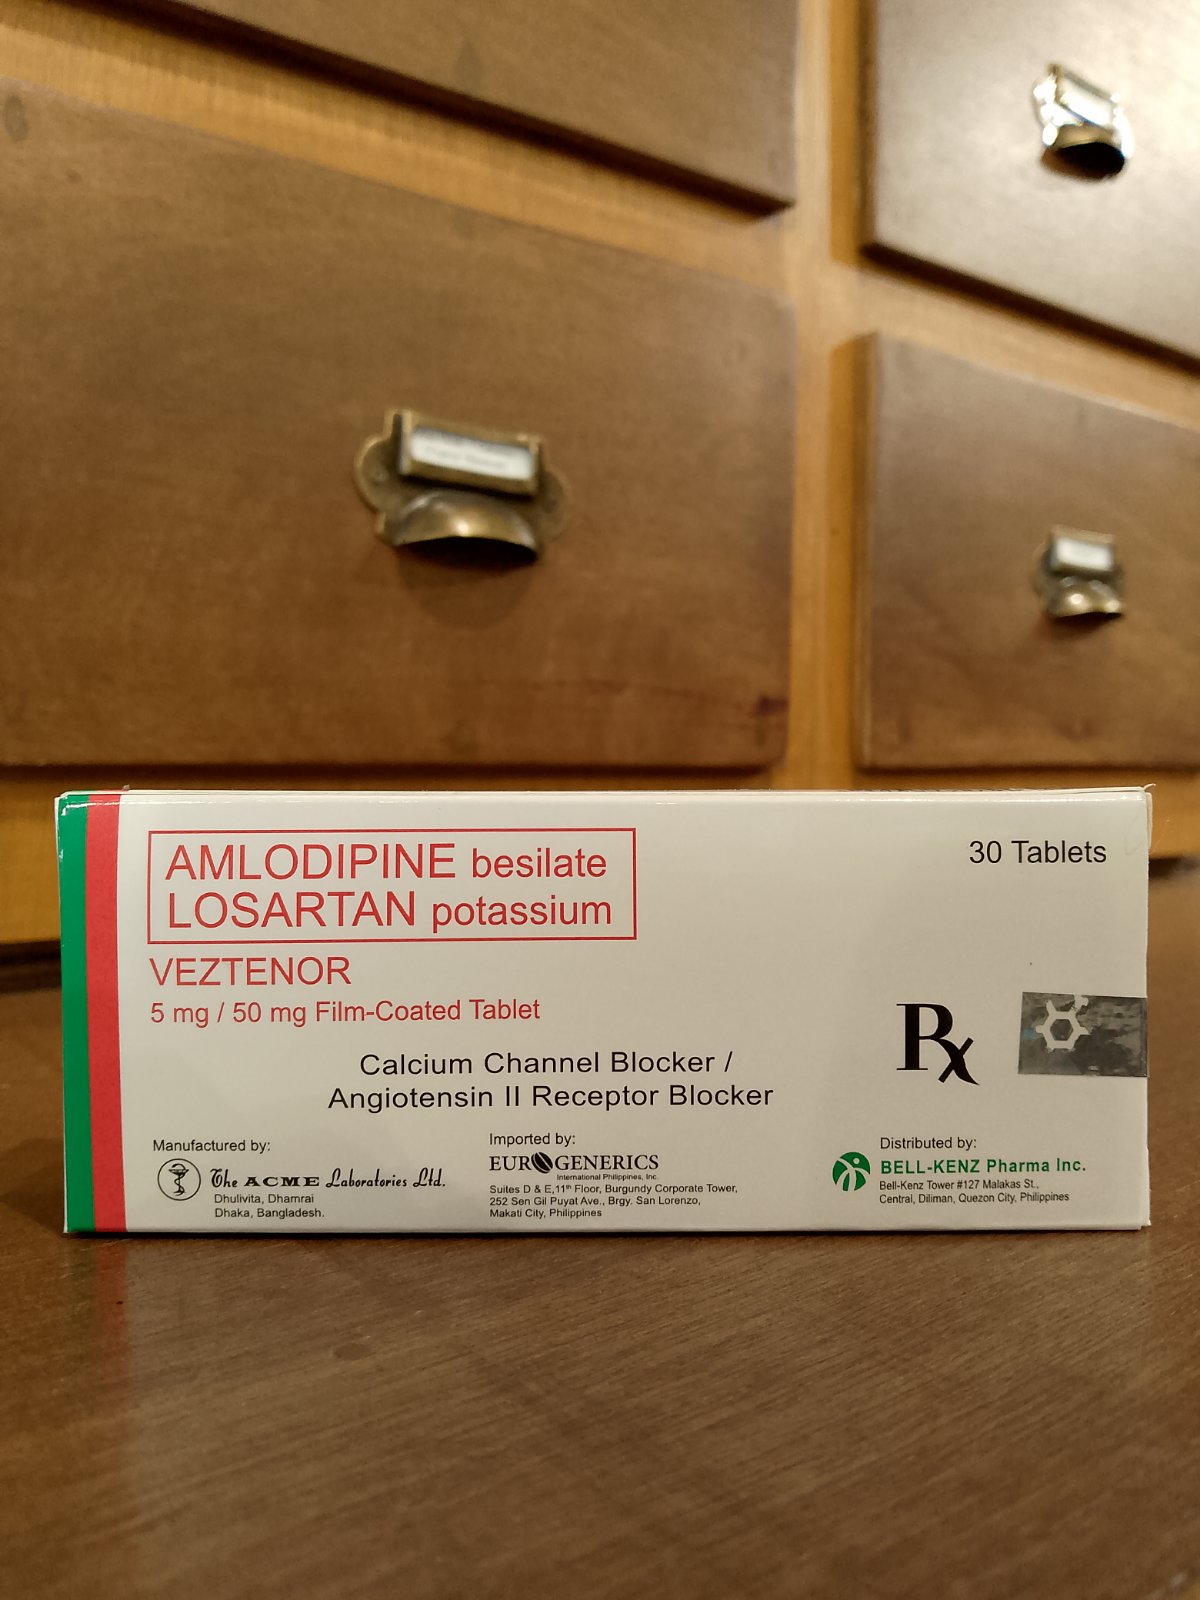 AMLODIPINE besilate
LOSARTAN potassium
30 Tablets
VEZTENOR
5 mg / 50 mg Film-Coated Tablet
Rx
Calcium Channel Blocker /
Angiotensin II Receptor Blocker
Manufactured by:
The ACME Laboratories Ltd.
Dhulivita, Dhamrai
Dhaka, Bangladesh.
Imported by:
EUROGENERICS
International Philippines, Inc.
Suites D & E,11th Floor, Burgundy Corporate Tower,
252 Sen Gil Puyat Ave., Brgy. San Lorenzo,
Makati City, Philippines
Distributed by:
BELL-KENZ Pharma Inc.
Bell-Kenz Tower #127 Malakas St.,
Central, Diliman, Quezon City, Philippines